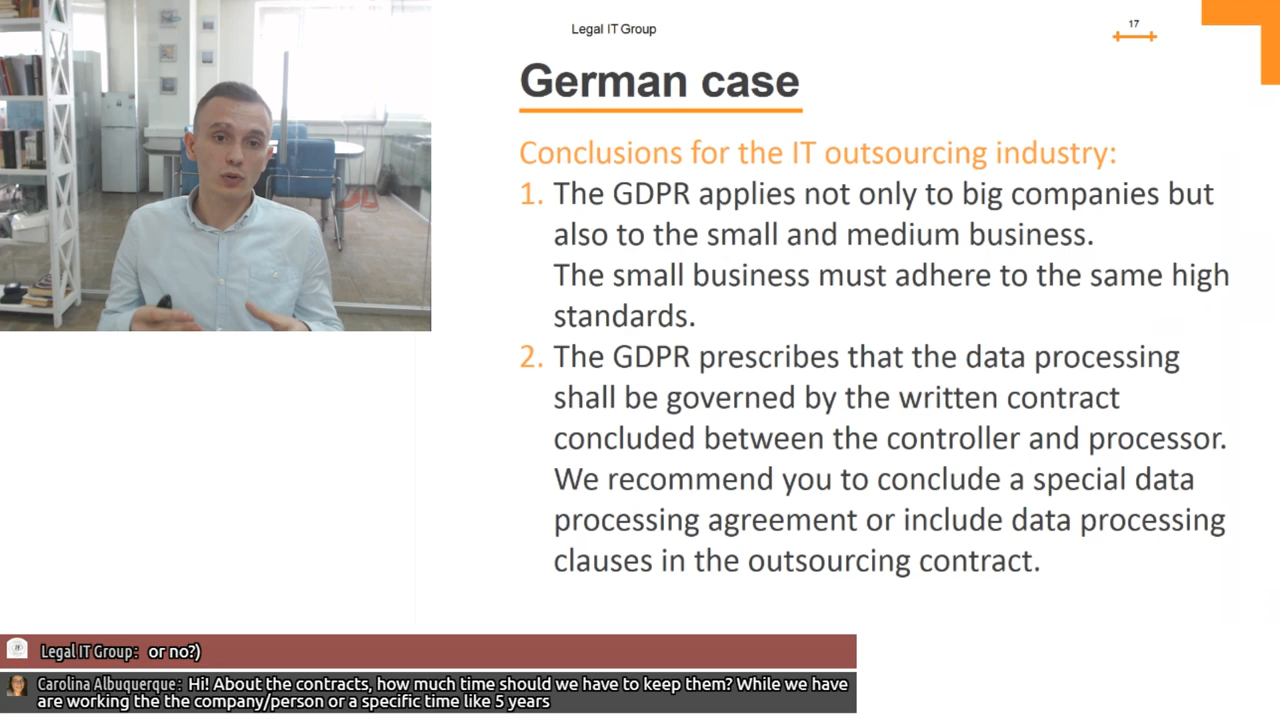 Legal IT Group
17
German case
Conclusions for the IT outsourcing industry:
1. The GDPR applies not only to big companies but
also to the small and medium business.
The small business must adhere to the same high
standards.
2. The GDPR prescribes that the data processing
shall be governed by the written contract
concluded between the controller and processor.
We recommend you to conclude a special data
processing agreement or include data processing
clauses in the outsourcing contract.
Legal IT Group: or no?)
Carolina Albuquerque: Hi! About the contracts, how much time should we have to keep them? While we have
are working the the company/person or a specific time like 5 years